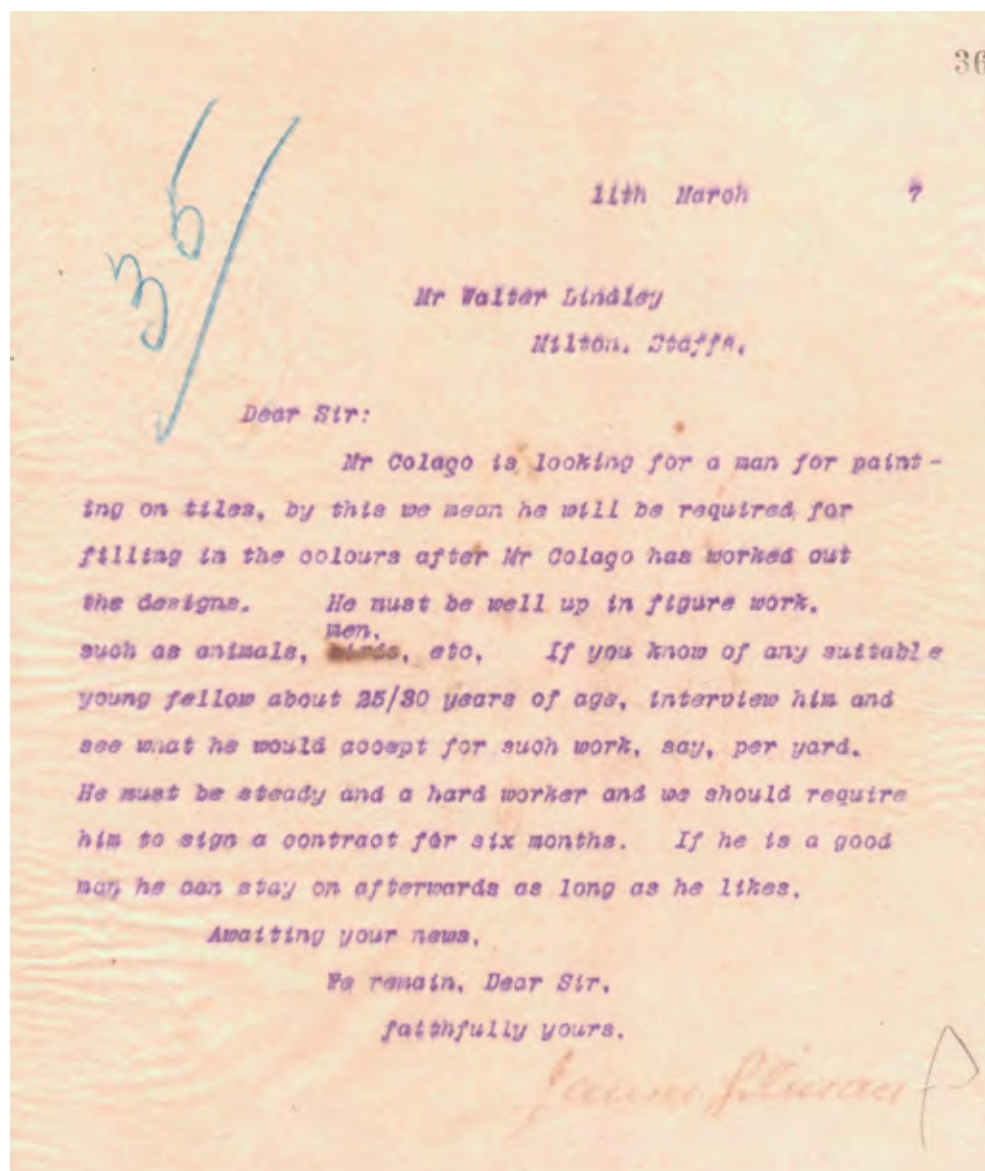 36
35
11th March 7
Mr Walter Lindley
Milton. Staffs.
Dear Sir:
Mr Colaço is looking for a man for paint-
ing on tiles, by this we mean he will be required for
filling in the colours after Mr Colaço has worked out
the designs. He must be well up in figure work.
men.
such as animals, birds, etc. If you know of any suitable
young fellow about 25/30 years of age, interview him and
see what he would accept for such work, say, per yard.
He must be steady and a hard worker and we should require
him to sign a contract for six months. If he is a good
man he can stay on afterwards as long as he likes.
Awaiting your news.
We remain, Dear Sir,
faithfully yours.